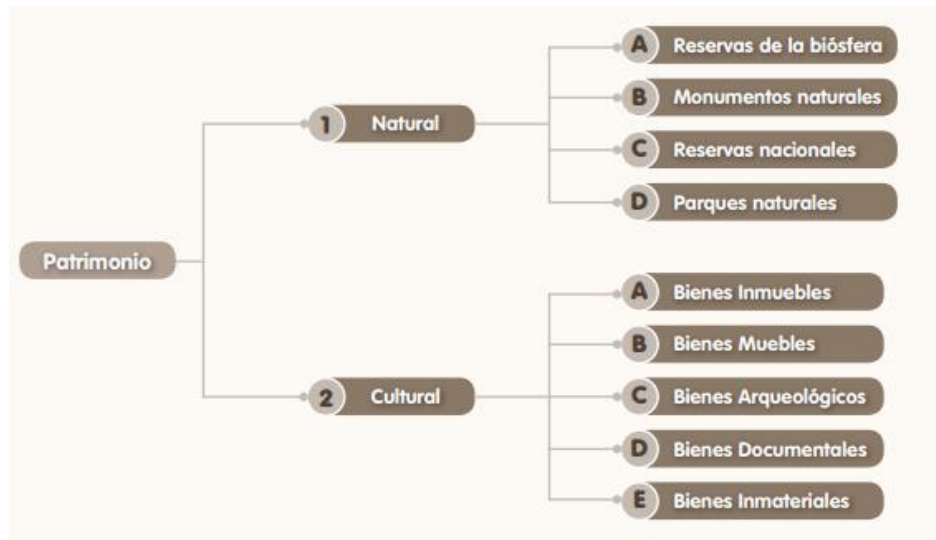 Patrimonio
1 Natural
A Reservas de la biósfera
B Monumentos naturales
C Reservas nacionales
D Parques naturales
2 Cultural
A Bienes Inmuebles
B Bienes Muebles
C Bienes Arqueológicos
D Bienes Documentales
E Bienes Inmateriales